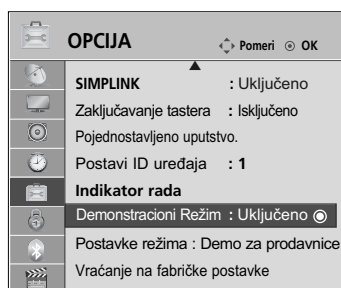 OPCIJA
Pomeri OK
SIMPLINK : Uključeno
Zaključavanje tastera : Isključeno
Pojednostavljeno uputstvo.
Postavi ID uređaja : 1
Indikator rada
Demonstracioni Režim : Uključeno
Postavke režima : Demo za prodavnice
Vraćanje na fabričke postavke